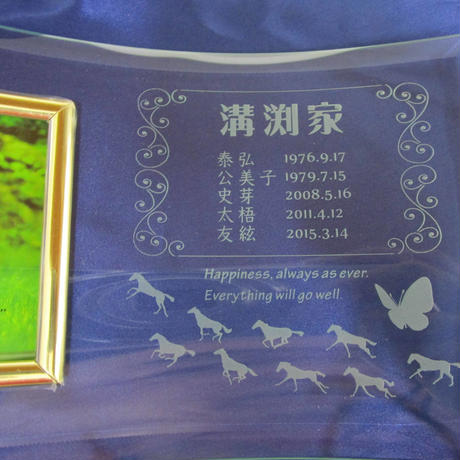 溝渕家
泰弘 1976.9.17
公美子 1979.7.15
史芽 2008.5.16
太梧 2011.4.12
友絃 2015.3.14
Happiness, always as ever.
Everything will go well.